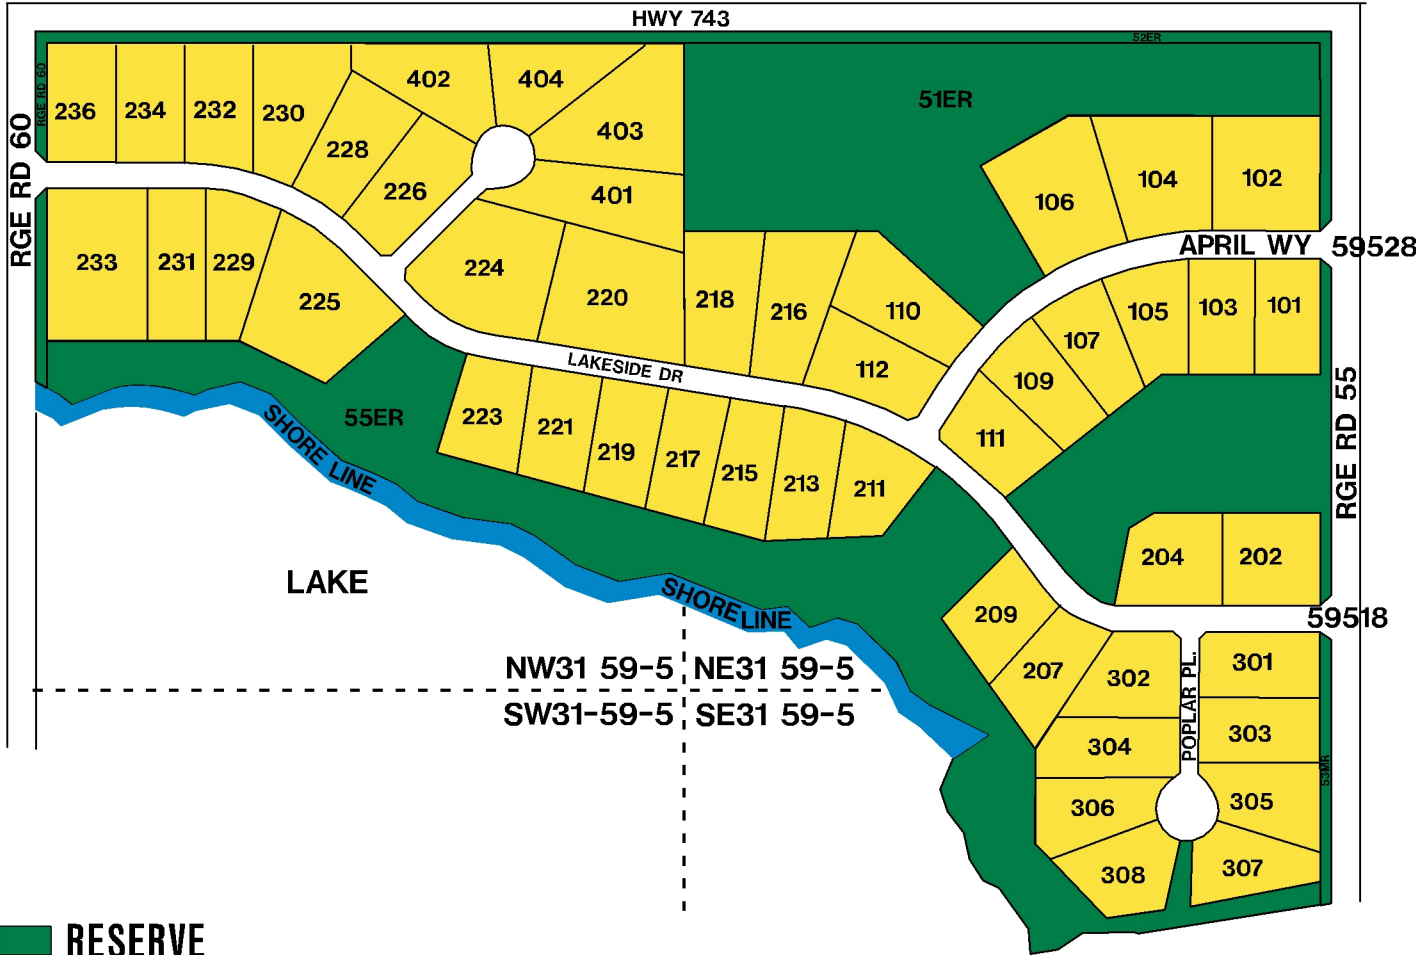 HWY 743
52ER
RGE RD 60
RGE RD 60
236
234
232
230
402
404
51ER
403
228
226
401
106
104
102
APRIL WY
59528
233
231
229
225
224
220
218
216
110
112
105
103
101
107
109
111
LAKESIDE DR
RGE RD 55
223
221
219
217
215
213
211
55ER
SHORE LINE
204
202
59518
LAKE
SHORE LINE
209
207
302
POPLAR PL.
301
NW31 59-5
NE31 59-5
SW31-59-5
SE31 59-5
304
303
53MR
306
305
308
307
RESERVE